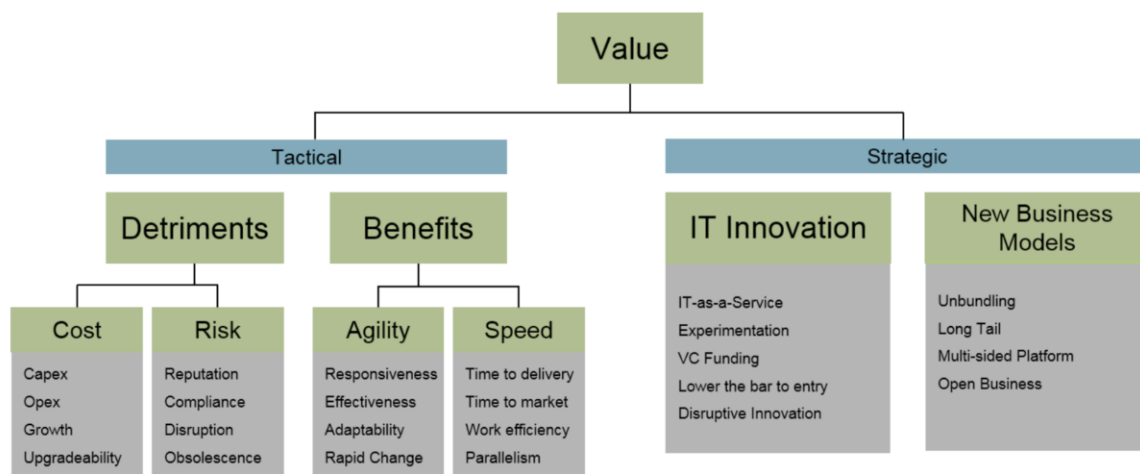 Value
Tactical
Strategic
Detriments
Benefits
IT Innovation
New Business
Models
Cost
Capex
Opex
Growth
Upgradeability
Risk
Reputation
Compliance
Disruption
Obsolescence
Agility
Responsiveness
Effectiveness
Adaptability
Rapid Change
Speed
Time to delivery
Time to market
Work efficiency
Parallelism
IT-as-a-Service
Experimentation
VC Funding
Lower the bar to entry
Disruptive Innovation
Unbundling
Long Tail
Multi-sided Platform
Open Business